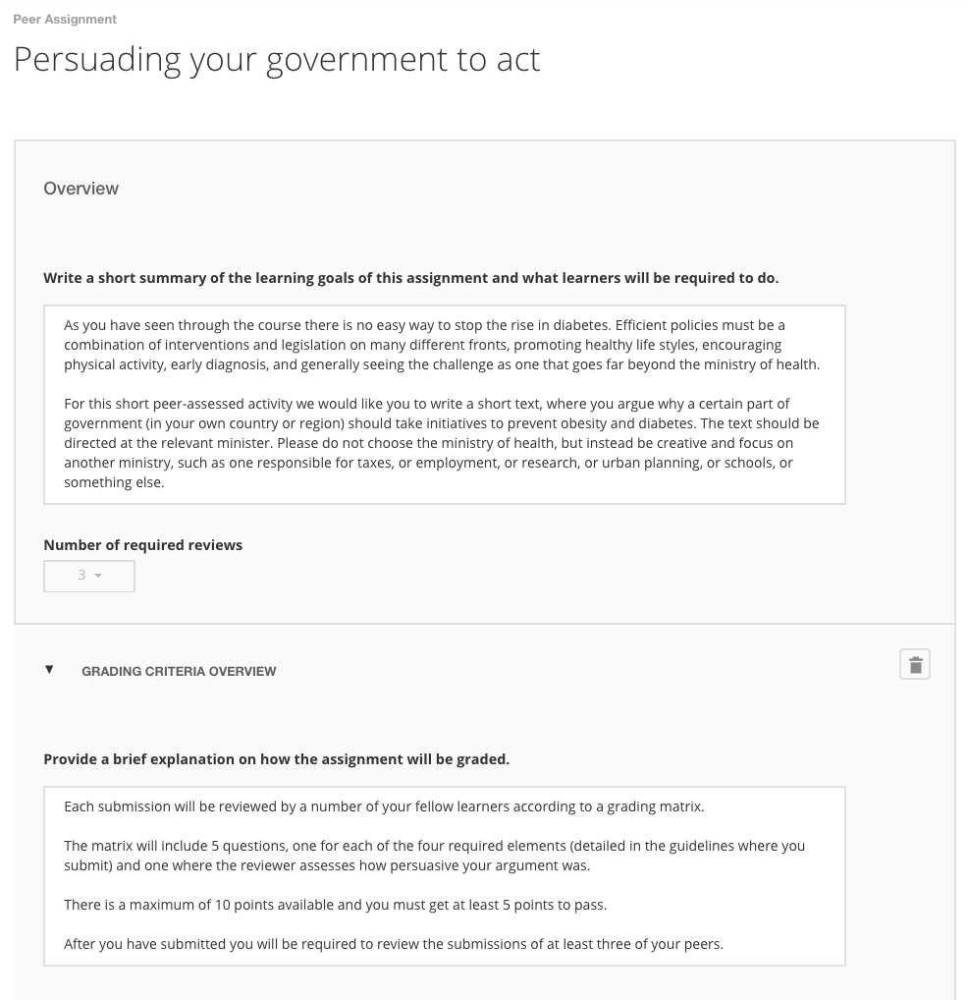 Peer Assignment
Persuading your government to act
Overview
Write a short summary of the learning goals of this assignment and what learners will be required to do.
As you have seen through the course there is no easy way to stop the rise in diabetes. Efficient policies must be a
combination of interventions and legislation on many different fronts, promoting healthy life styles, encouraging
physical activity, early diagnosis, and generally seeing the challenge as one that goes far beyond the ministry of health.
For this short peer-assessed activity we would like you to write a short text, where you argue why a certain part of
government (in your own country or region) should take initiatives to prevent obesity and diabetes. The text should be
directed at the relevant minister. Please do not choose the ministry of health, but instead be creative and focus on
another ministry, such as one responsible for taxes, or employment, or research, or urban planning, or schools, or
something else.
Number of required reviews
3
GRADING CRITERIA OVERVIEW
Provide a brief explanation on how the assignment will be graded.
Each submission will be reviewed by a number of your fellow learners according to a grading matrix.
The matrix will include 5 questions, one for each of the four required elements (detailed in the guidelines where you
submit) and one where the reviewer assesses how persuasive your argument was.
There is a maximum of 10 points available and you must get at least 5 points to pass.
After you have submitted you will be required to review the submissions of at least three of your peers.